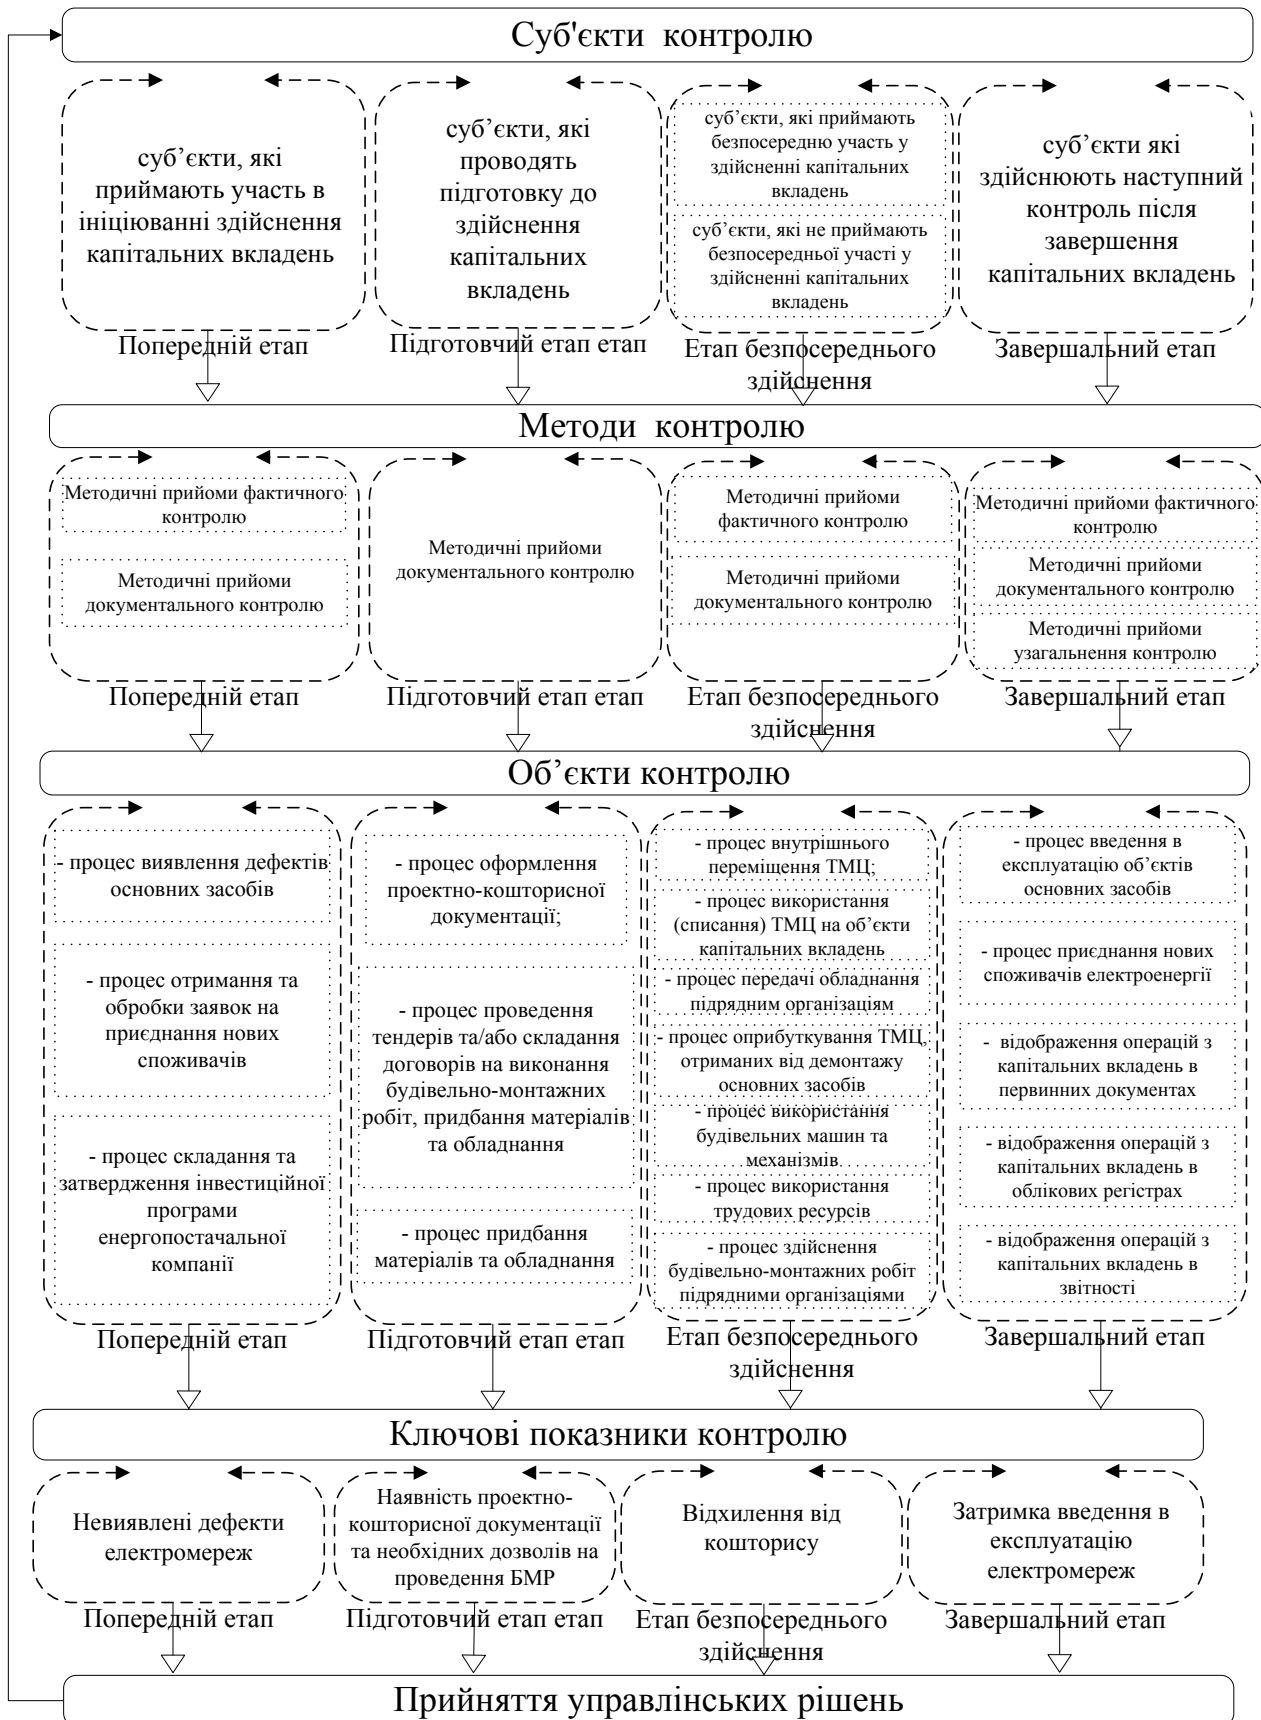 Суб'єкти контролю
суб’єкти, які
приймають участь в
ініціюванні здійснення
капітальних вкладень
Попередній етап
суб’єкти, які
проводять
підготовку до
здійснення
капітальних
вкладень
Підготовчий етап етап
суб’єкти, які приймають
безпосередню участь у
здійсненні капітальних
вкладень
суб’єкти, які не приймають
безпосередньої участі у
здійсненні капітальних
вкладень
Етап безпосереднього
здійснення
суб’єкти які
здійснюють наступний
контроль після
завершення
капітальних вкладень
Завершальний етап
Методи контролю
Методичні прийоми фактичного
контролю
Методичні прийоми
документального контролю
Попередній етап
Методичні прийоми
документального контролю
Підготовчий етап етап
Методичні прийоми
фактичного контролю
Методичні прийоми
документального контролю
Етап безпосереднього
здійснення
Методичні прийоми фактичного
контролю
Методичні прийоми
документального контролю
Методичні прийоми
узагальнення контролю
Завершальний етап
Об’єкти контролю
- процес виявлення дефектів
основних засобів
- процес отримання та
обробки заявок на
приєднання нових
споживачів
- процес складання та
затвердження інвестиційної
програми
енергопостачальної
компанії
Попередній етап
- процес оформлення
проектно-кошторисної
документації;
- процес проведення
тендерів та/або складання
договорів на виконання
будівельно-монтажних
робіт, придбання матеріалів
та обладнання
- процес придбання
матеріалів та обладнання
Підготовчий етап етап
- процес внутрішнього
переміщення ТМЦ;
- процес використання
(списання) ТМЦ на об’єкти
капітальних вкладень
- процес передачі обладнання
підрядним організаціям
- процес оприбуткування ТМЦ,
отриманих від демонтажу
основних засобів
- процес використання
будівельних машин та
механізмів
- процес використання
трудових ресурсів
- процес здійснення
будівельно-монтажних робіт
підрядними організаціями
Етап безпосереднього
здійснення
- процес введення в
експлуатацію об’єктів
основних засобів
- процес приєднання нових
споживачів електроенергії
- відображення операцій з
капітальних вкладень в
первинних документах
- відображення операцій з
капітальних вкладень в
облікових регістрах
- відображення операцій з
капітальних вкладень в
звітності
Завершальний етап
Ключові показники контролю
Невиявлені дефекти
електромереж
Попередній етап
Наявність проектно-
кошторисної документації
та необхідних дозволів на
проведення БМР
Підготовчий етап етап
Відхилення від
кошторису
Етап безпосереднього
здійснення
Затримка введення в
експлуатацію
електромереж
Завершальний етап
Прийняття управлінських рішень